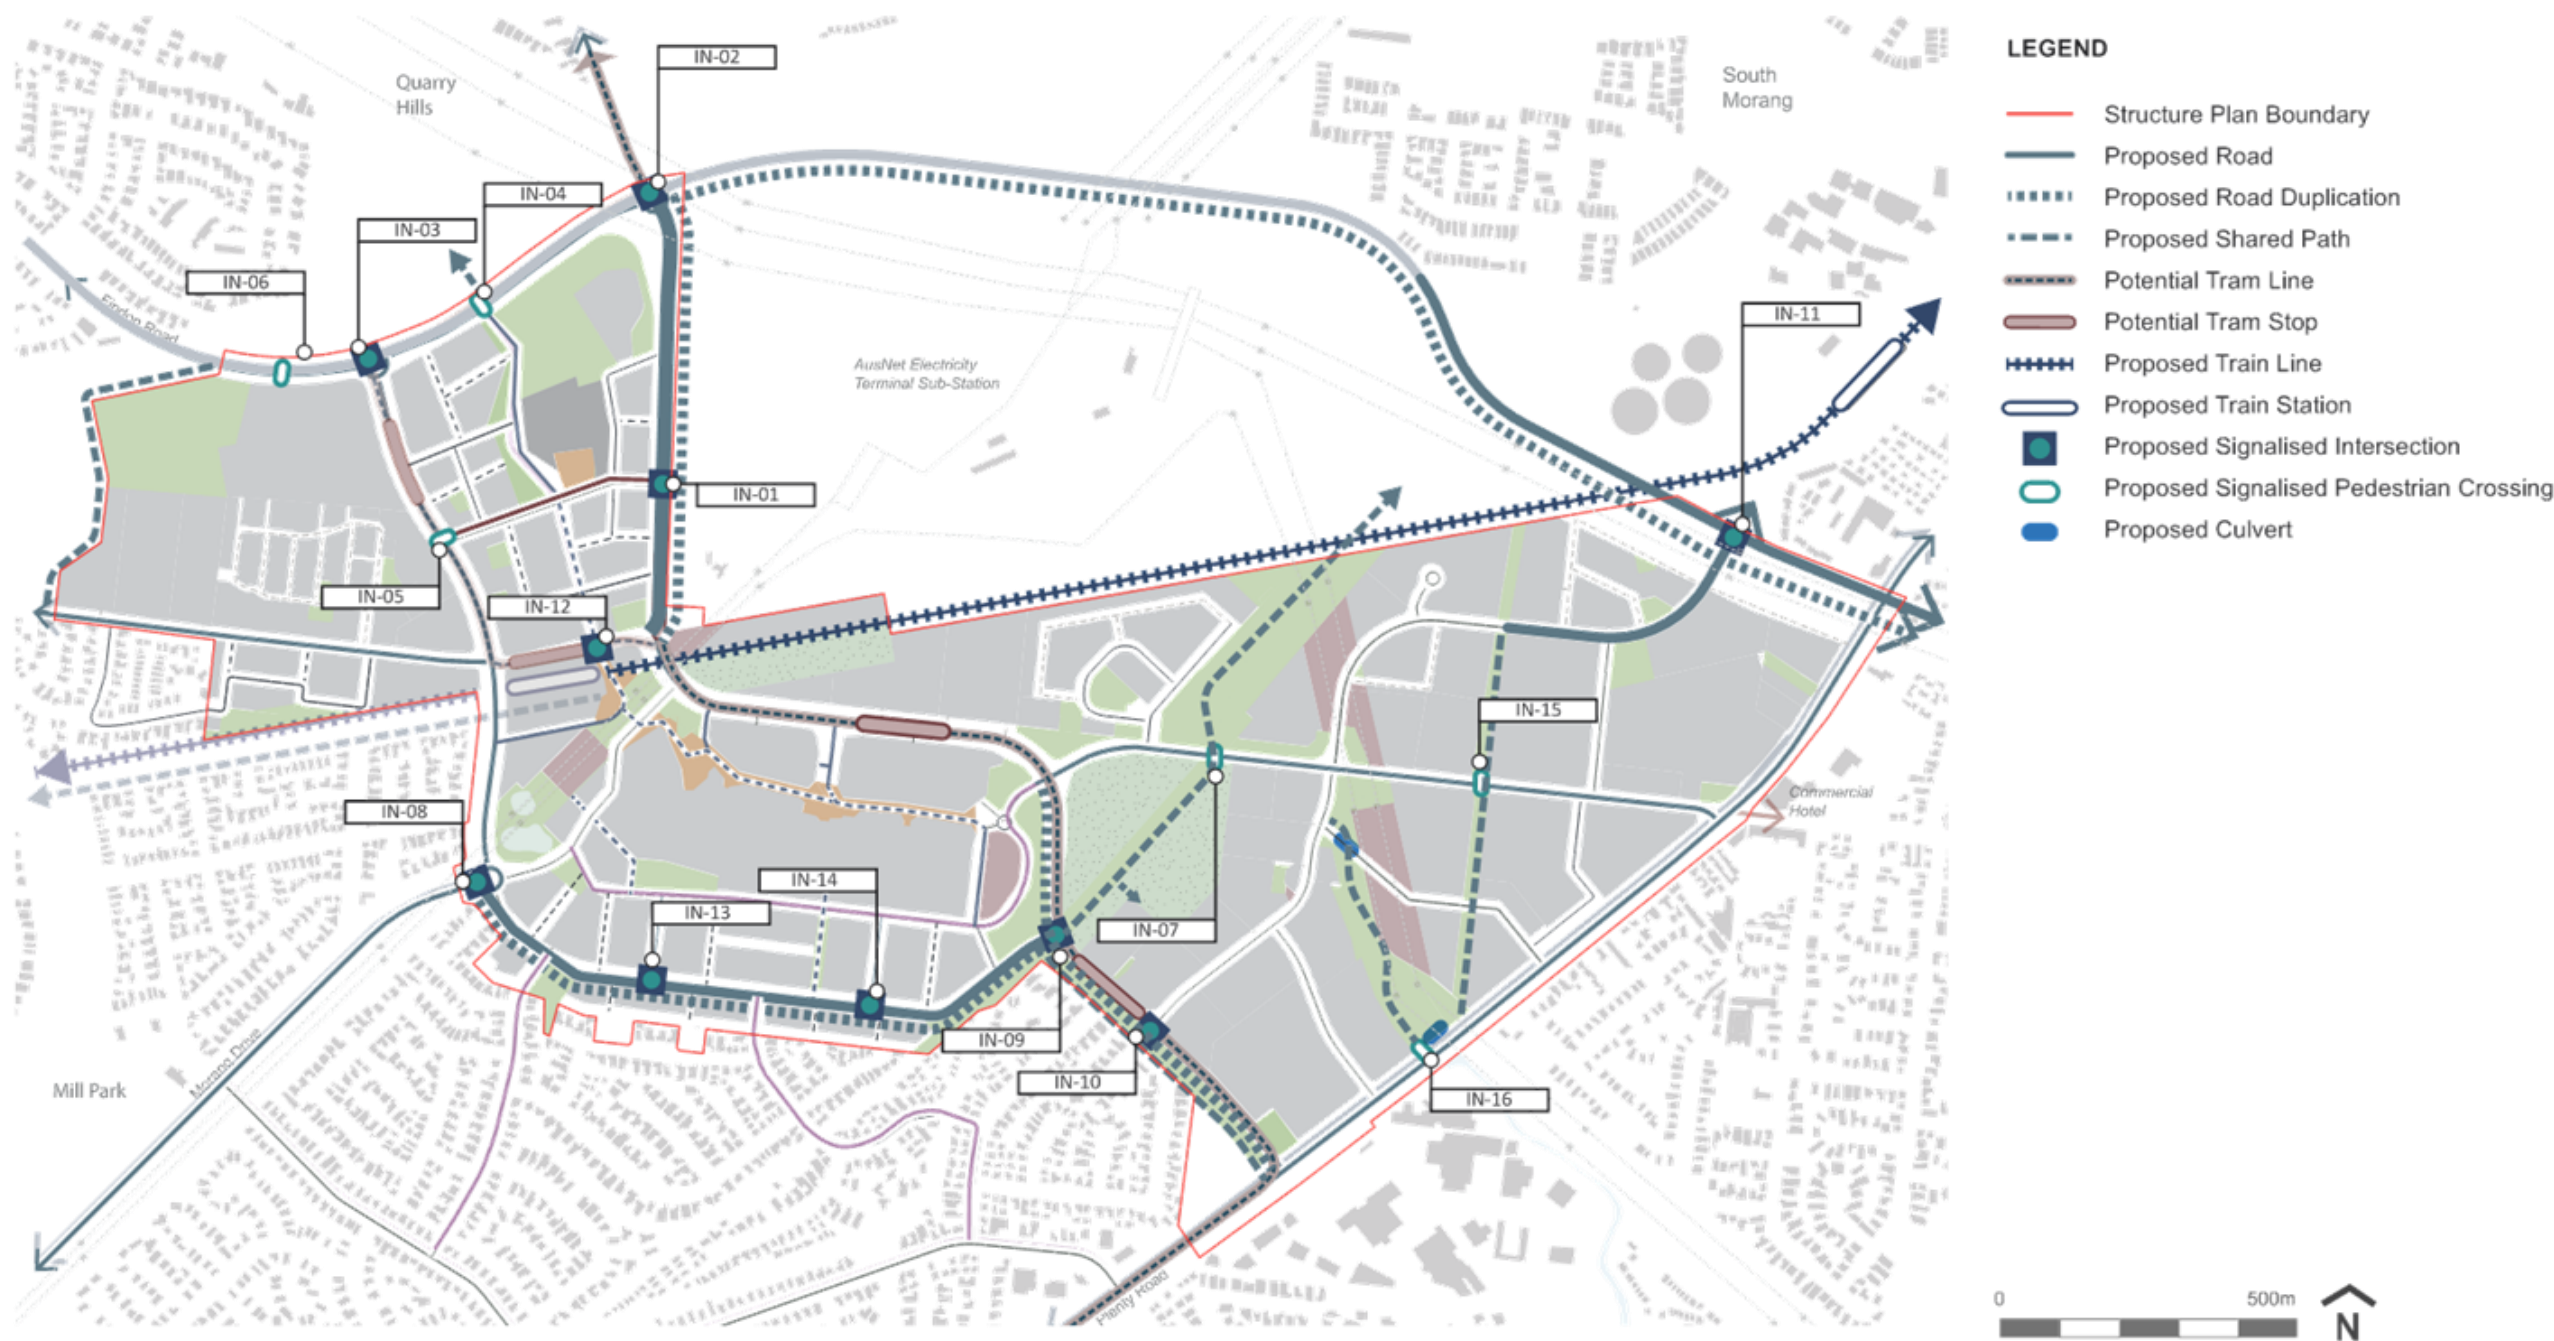 IN-02
Quarry
Hills
South
Morang
IN-04
IN-03
IN-06
Findon Road
IN-11
AusNet Electricity
Terminal Sub-Station
IN-01
IN-05
IN-12
IN-15
Commercial
Hotel
IN-08
IN-14
IN-13
IN-07
IN-09
IN-10
IN-16
Mill Park
Morang Drive
Plenty Road
LEGEND
Structure Plan Boundary
Proposed Road
Proposed Road Duplication
Proposed Shared Path
Potential Tram Line
Potential Tram Stop
Proposed Train Line
Proposed Train Station
Proposed Signalised Intersection
Proposed Signalised Pedestrian Crossing
Proposed Culvert
0 500m
N